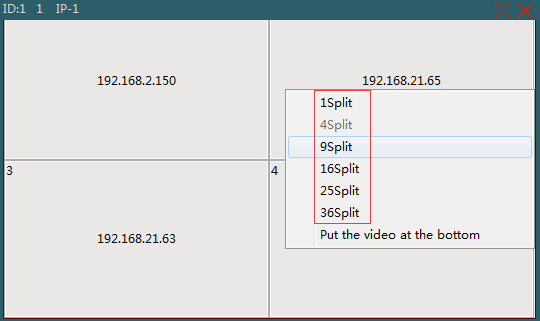 ID:1 1 IP-1
192.168.2.150
192.168.21.65
1Split
4Split
9Split
16Split
25Split
36Split
Put the video at the bottom
3
4
192.168.21.63